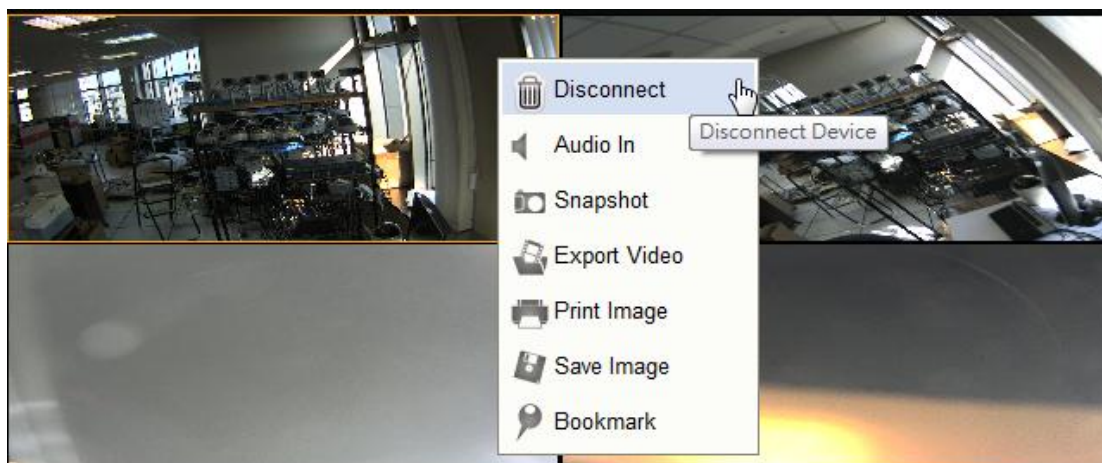 Disconnect
Disconnect Device
Audio In
Snapshot
Export Video
Print Image
Save Image
Bookmark